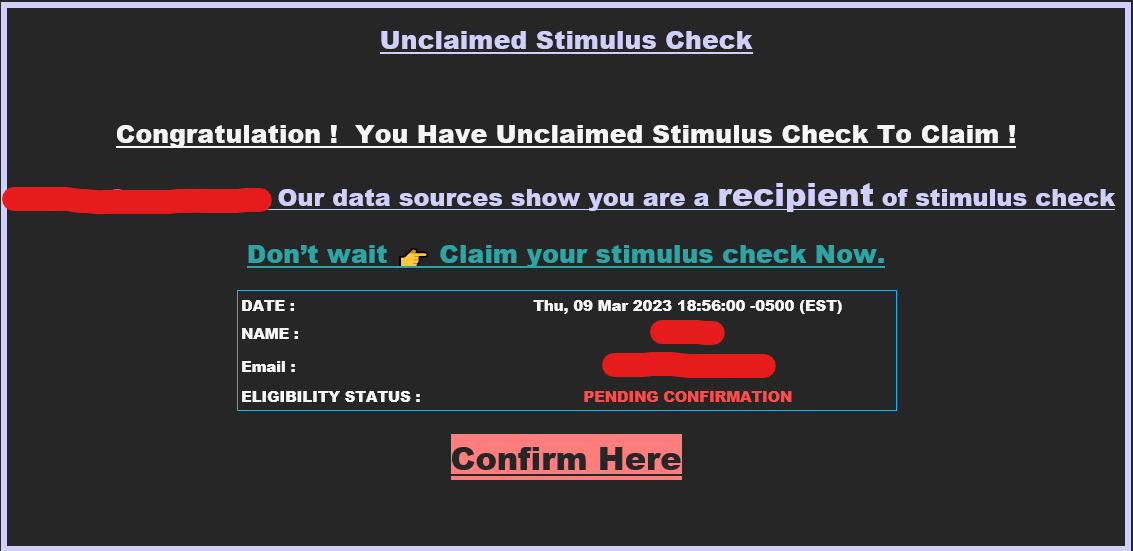 Unclaimed Stimulus Check
Congratulation ! You Have Unclaimed Stimulus Check To Claim !
Our data sources show you are a recipient of stimulus check
Don’t wait 👉 Claim your stimulus check Now.
DATE : Thu, 09 Mar 2023 18:56:00 -0500 (EST)
NAME :
Email :
ELIGIBILITY STATUS : PENDING CONFIRMATION
Confirm Here